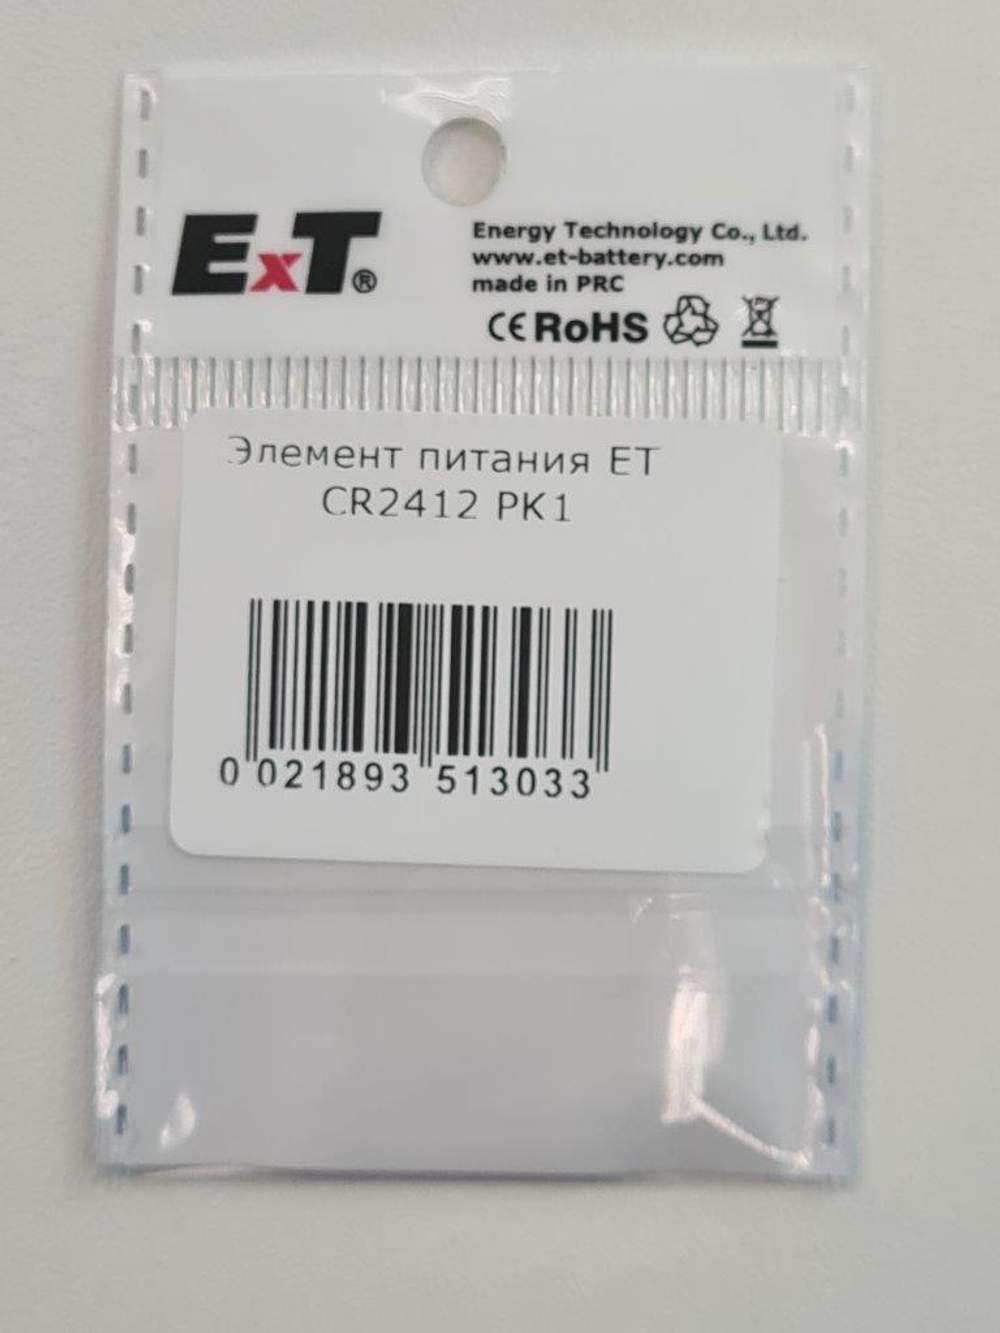 ExT®
Energy Technology Co., Ltd.
www.et-battery.com
made in PRC
CE RoHS
Элемент питания ET
CR2412 PK1
0 021893 513033